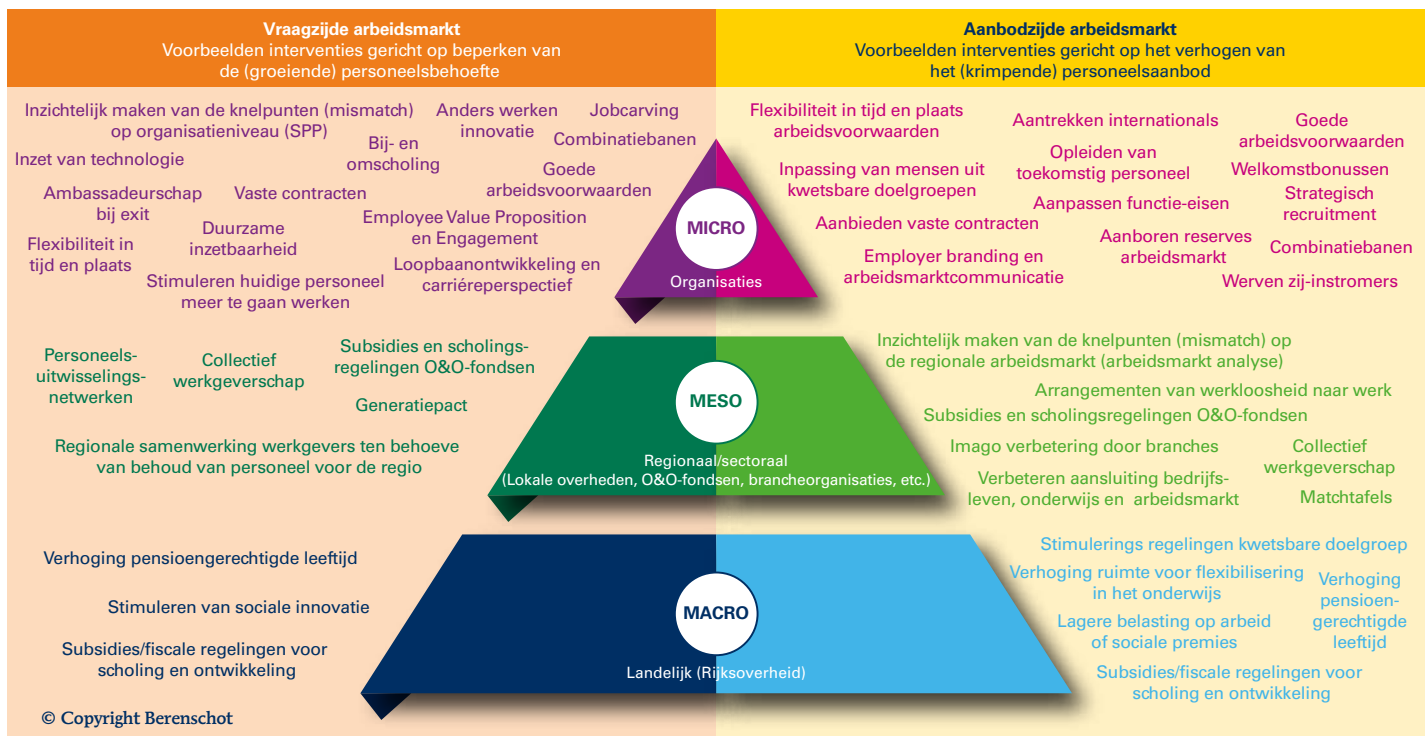 Vraagzijde arbeidsmarkt
Voorbeelden interventies gericht op beperken van
de (groeiende) personeelsbehoefte
Aanbodzijde arbeidsmarkt
Voorbeelden interventies gericht op het verhogen van
het (krimpende) personeelsaanbod
Inzichtelijk maken van de knelpunten (mismatch)
op organisatieniveau (SPP)
Anders werken
innovatie
Jobcarving
Combinatiebanen
Bij- en
omscholing
Inzet van technologie
Goede
arbeidsvoorwaarden
Ambassadeurschap
bij exit
Vaste contracten
Employee Value Proposition
en Engagement
Duurzame
inzetbaarheid
Flexibiliteit in
tijd en plaats
Loopbaanontwikkeling en
carriéreperspectief
Stimuleren huidige personeel
meer te gaan werken
MICRO
Organisaties
Flexibiliteit in tijd en plaats
arbeidsvoorwaarden
Aantrekken internationals
Goede
arbeidsvoorwaarden
Inpassing van mensen uit
kwetsbare doelgroepen
Opleiden van
toekomstig personeel
Welkomstbonussen
Strategisch
recruitment
Aanpassen functie-eisen
Aanbieden vaste contracten
Aanboren reserves
arbeidsmarkt
Combinatiebanen
Employer branding en
arbeidsmarktcommunicatie
Werven zij-instromers
Personeels-
uitwisselings-
netwerken
Collectief
werkgeverschap
Subsidies en scholings-
regelingen O&O-fondsen
Generatiepact
Regionale samenwerking werkgevers ten behoeve
van behoud van personeel voor de regio
MESO
Regionaal/sectoraal
(Lokale overheden, O&O-fondsen, brancheorganisaties, etc.)
Inzichtelijk maken van de knelpunten (mismatch) op
de regionale arbeidsmarkt (arbeidsmarkt analyse)
Arrangementen van werkloosheid naar werk
Subsidies en scholingsregelingen O&O-fondsen
Imago verbetering door branches
Collectief
werkgeverschap
Verbeteren aansluiting bedrijfs-
leven, onderwijs en arbeidsmarkt
Matchtafels
Verhoging pensioengerechtigde leeftijd
Stimuleren van sociale innovatie
Subsidies/fiscale regelingen voor
scholing en ontwikkeling
MACRO
Landelijk (Rijksoverheid)
Stimulerings regelingen kwetsbare doelgroep
Verhoging ruimte voor flexibilisering
in het onderwijs
Verhoging
pensioen-
gerechtigde
leeftijd
Lagere belasting op arbeid
of sociale premies
Subsidies/fiscale regelingen voor
scholing en ontwikkeling
© Copyright Berenschot